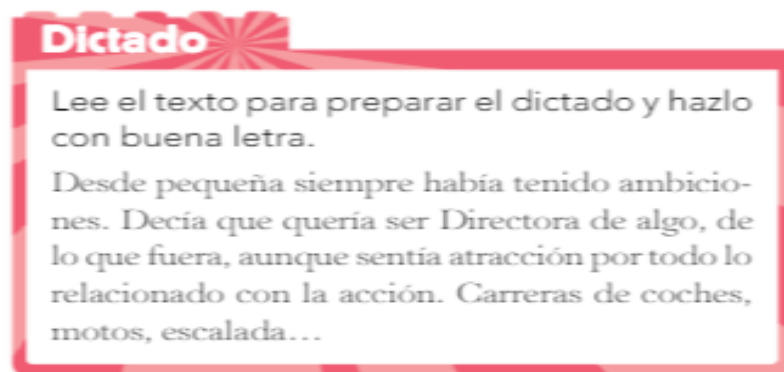 Dictado
Lee el texto para preparar el dictado y hazlo
con buena letra.
Desde pequeña siempre había tenido ambicio-
nes. Decía que quería ser Directora de algo, de
lo que fuera, aunque sentía atracción por todo lo
relacionado con la acción. Carreras de coches,
motos, escalada...